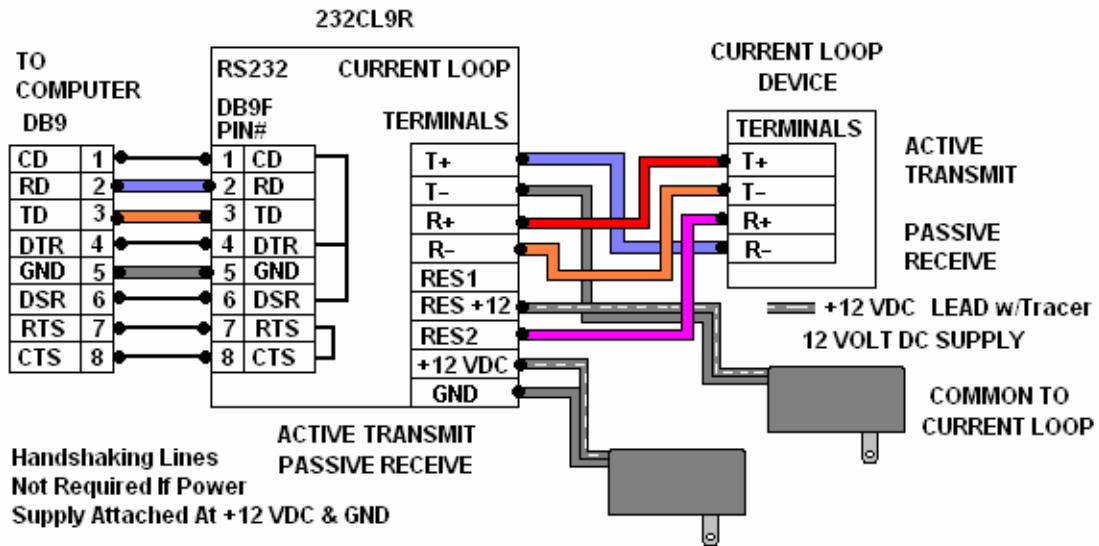 232CL9R
TO
COMPUTER
DB9
CD 1
RD 2
TD 3
DTR 4
GND 5
DSR 6
RTS 7
CTS 8
RS232
DB9F
PIN#
1 CD
2 RD
3 TD
4 DTR
5 GND
6 DSR
7 RTS
8 CTS
CURRENT LOOP
TERMINALS
T+
T-
R+
R-
RES1
RES +12
RES2
+12 VDC
GND
CURRENT LOOP
DEVICE
TERMINALS
T+
T-
R+
R-
ACTIVE
TRANSMIT
PASSIVE
RECEIVE
+12 VDC LEAD w/Tracer
12 VOLT DC SUPPLY
COMMON TO
CURRENT LOOP
ACTIVE TRANSMIT
PASSIVE RECEIVE
Handshaking Lines
Not Required If Power
Supply Attached At +12 VDC & GND